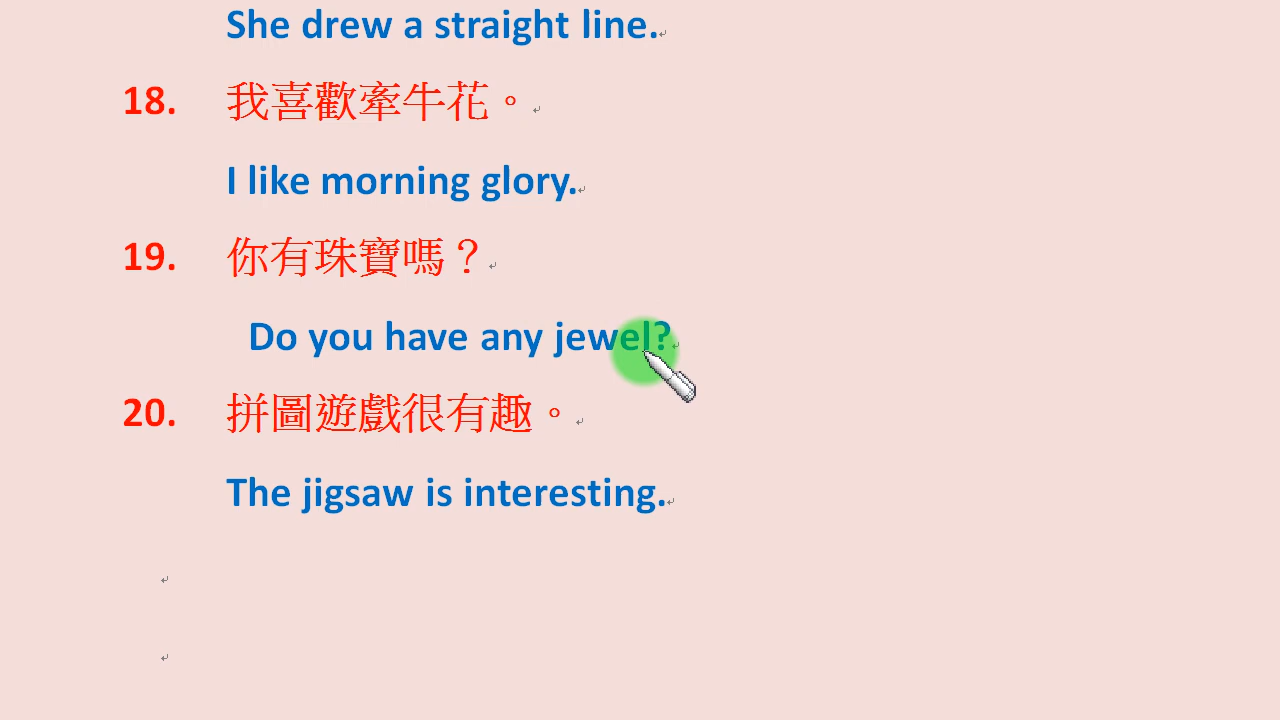 She drew a straight line.
18. 我喜歡牽牛花。
I like morning glory.
19. 你有珠寶嗎？
Do you have any jewel?
20. 拼圖遊戲很有趣。
The jigsaw is interesting.